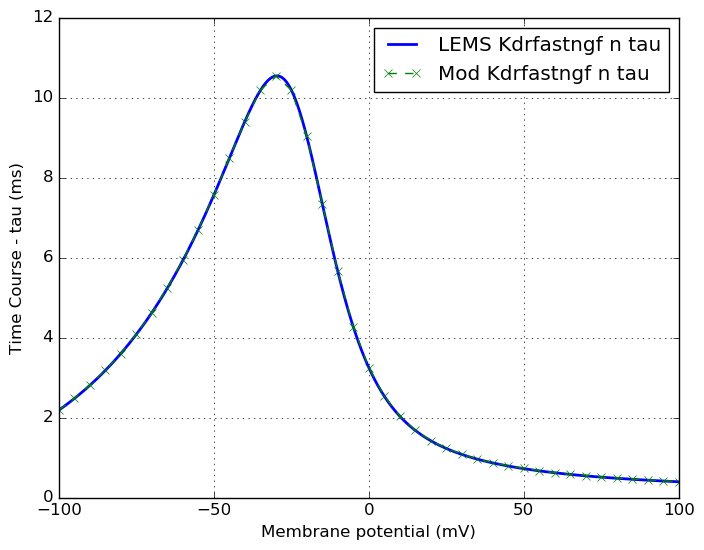 12
10
8
6
4
2
0
Time Course - tau (ms)
LEMS Kdrfastngf n tau
Mod Kdrfastngf n tau
−100 −50 0 50 100
Membrane potential (mV)